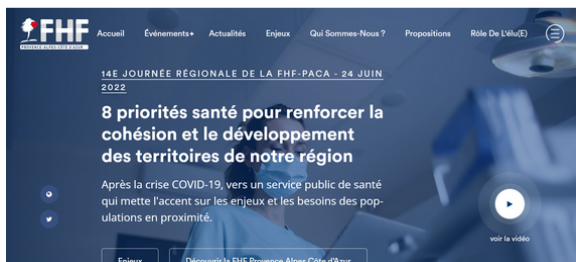 FHF
PROVENCE ALPES-CÔTE D'AZUR
Accueil Événements+ Actualités Enjeux Qui Sommes-Nous ? Propositions Rôle De L'élu(E)
14E JOURNÉE RÉGIONALE DE LA FHF-PACA - 24 JUIN
2022
8 priorités santé pour renforcer la
cohésion et le développement
des territoires de notre région
Après la crise COVID-19, vers un service public de santé
qui mette l'accent sur les enjeux et les besoins des pop-
ulations en proximité.
voir la vidéo
Enjeux Découvrir la FHF Provence Alpes Côte d'Azur